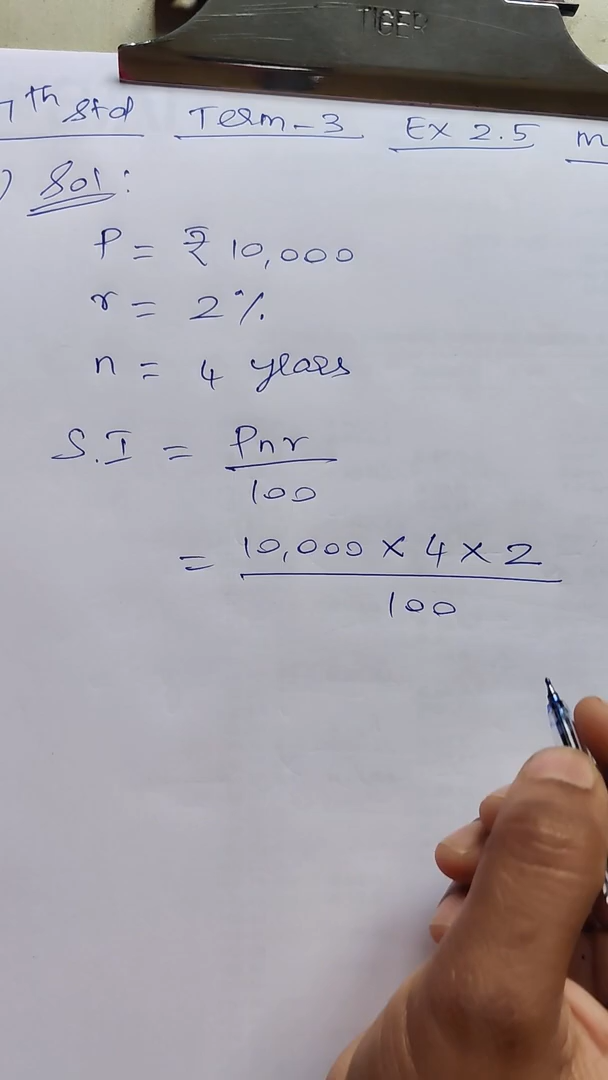 TIGER
7th Std Term-3 Ex 2.5
) Sol:
P = ₹ 10,000
r = 2%
n = 4 years
S.I = Pnr
100
= 10,000 × 4 × 2
100